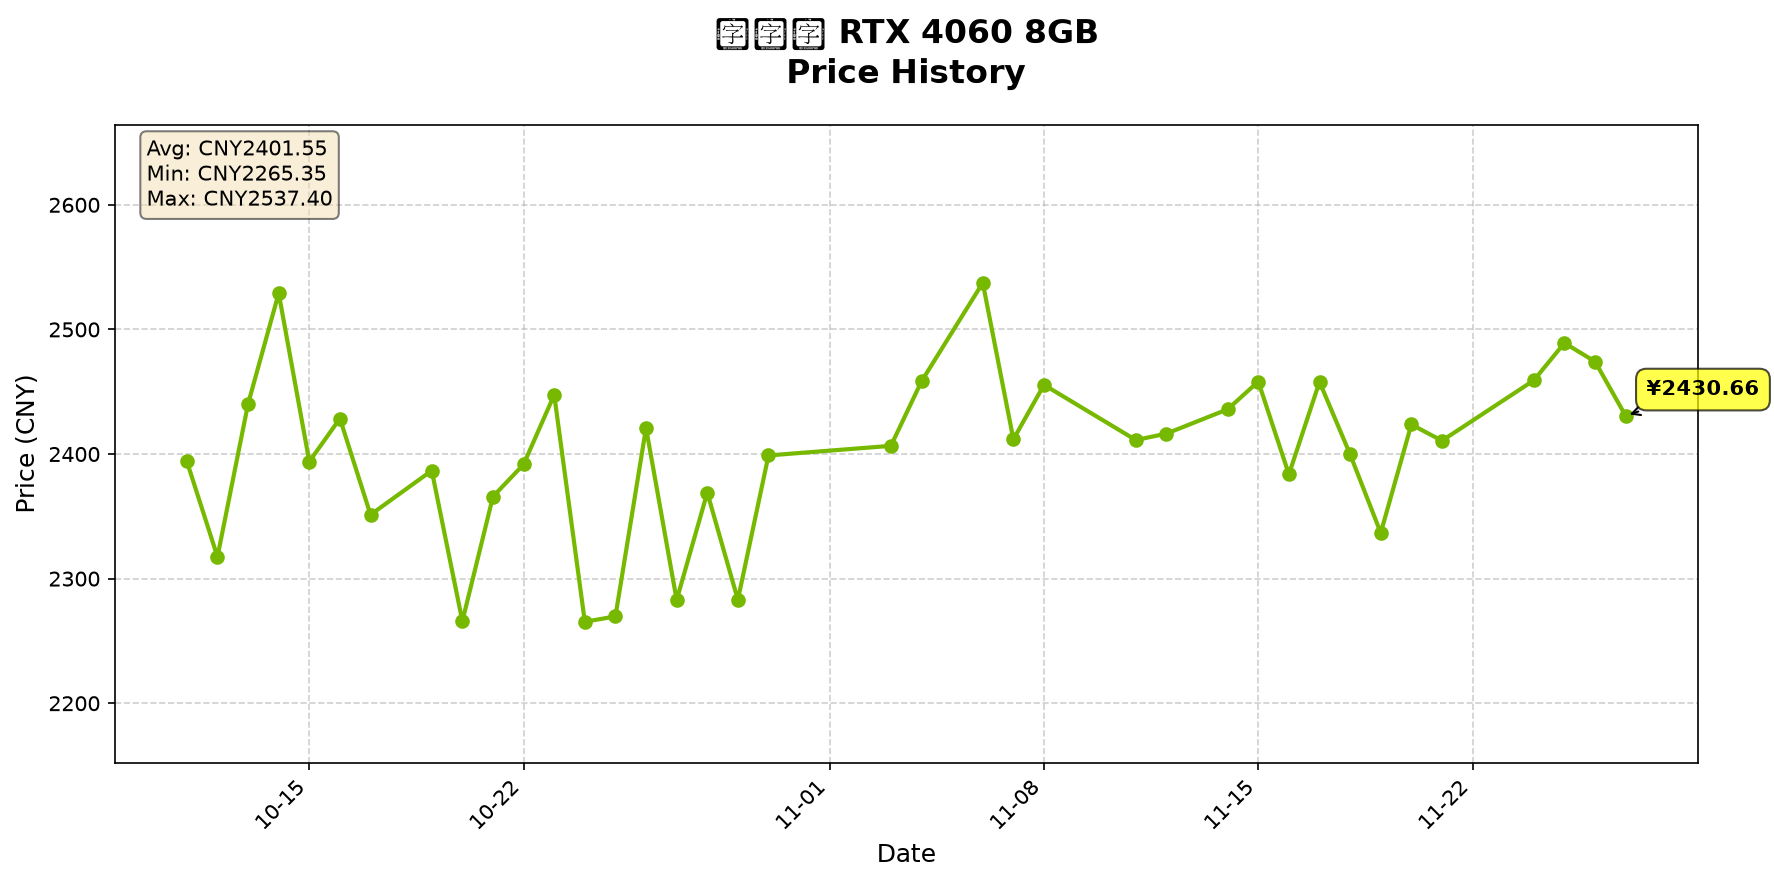 RTX 4060 8GB
Price History
Avg: CNY2401.55
Min: CNY2265.35
Max: CNY2537.40
Price (CNY)
2600
2500
2400
2300
2200
¥2430.66
10-15
10-22
11-01
11-08
11-15
11-22
Date